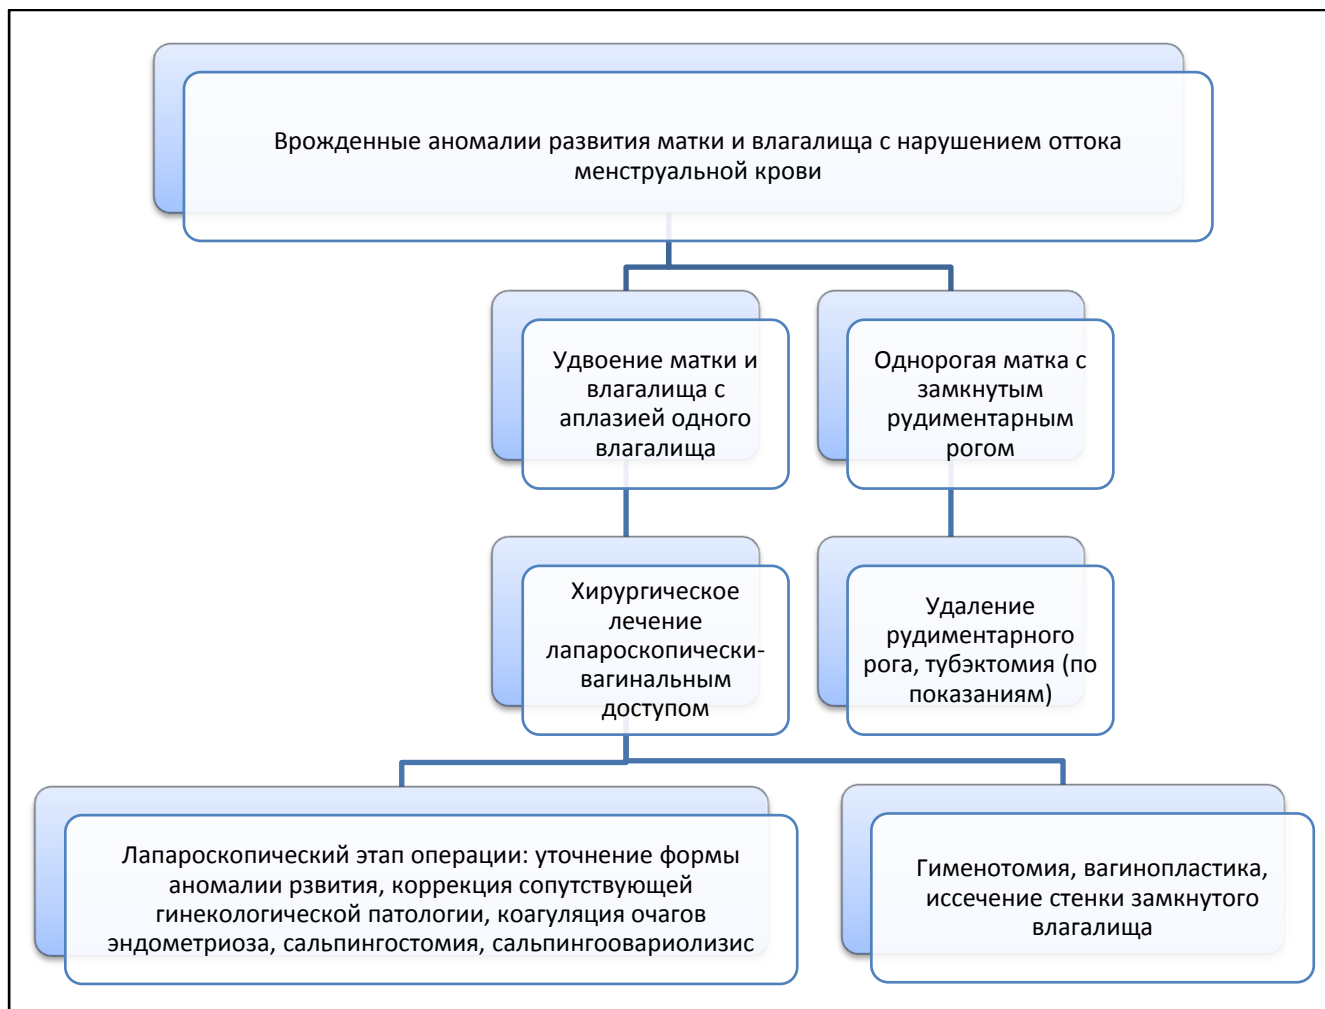 Врожденные аномалии развития матки и влагалища с нарушением оттока
менструальной крови
Удвоение матки и
влагалища с
аплазией одного
влагалища
Однорогая матка с
замкнутым
рудиментарным
рогом
Хирургическое
лечение
лапароскопически-
вагинальным
доступом
Удаление
рудиментарного
рога, тубэктомия (по
показаниям)
Лапароскопический этап операции: уточнение формы
аномалии рзвития, коррекция сопутствующей
гинекологической патологии, коагуляция очагов
эндометриоза, сальпингостомия, сальпингоовариолизис
Гименотомия, вагинопластика,
иссечение стенки замкнутого
влагалища